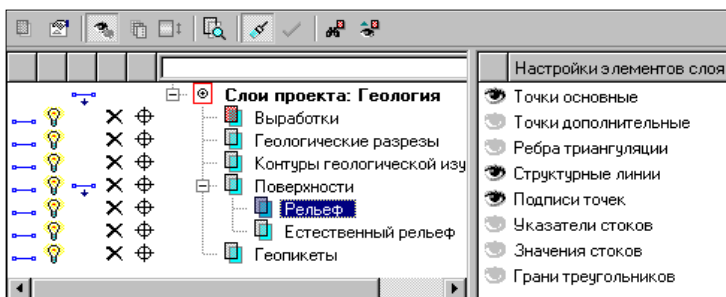 Настройки элементов слоя
Слои проекта: Геология
Выработки
Геологические разрезы
Контуры геологической изу
Поверхности
Рельеф
Естественный рельеф
Геопикеты
Точки основные
Точки дополнительные
Ребра триангуляции
Структурные линии
Подписи точек
Указатели стоков
Значения стоков
Грани треугольников